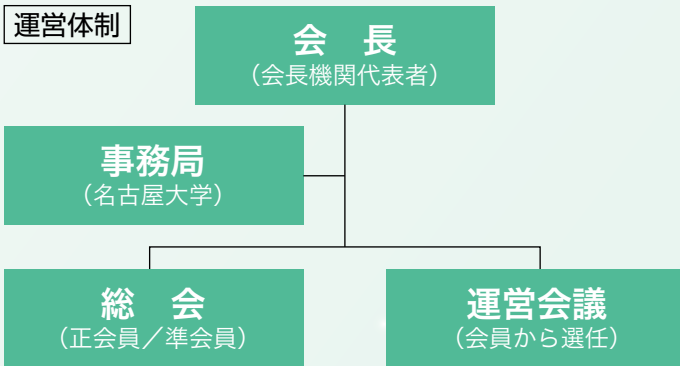 運営体制
会　長
（会長機関代表者）
事務局
（名古屋大学）
総　会
（正会員／準会員）
運営会議
（会員から選任）